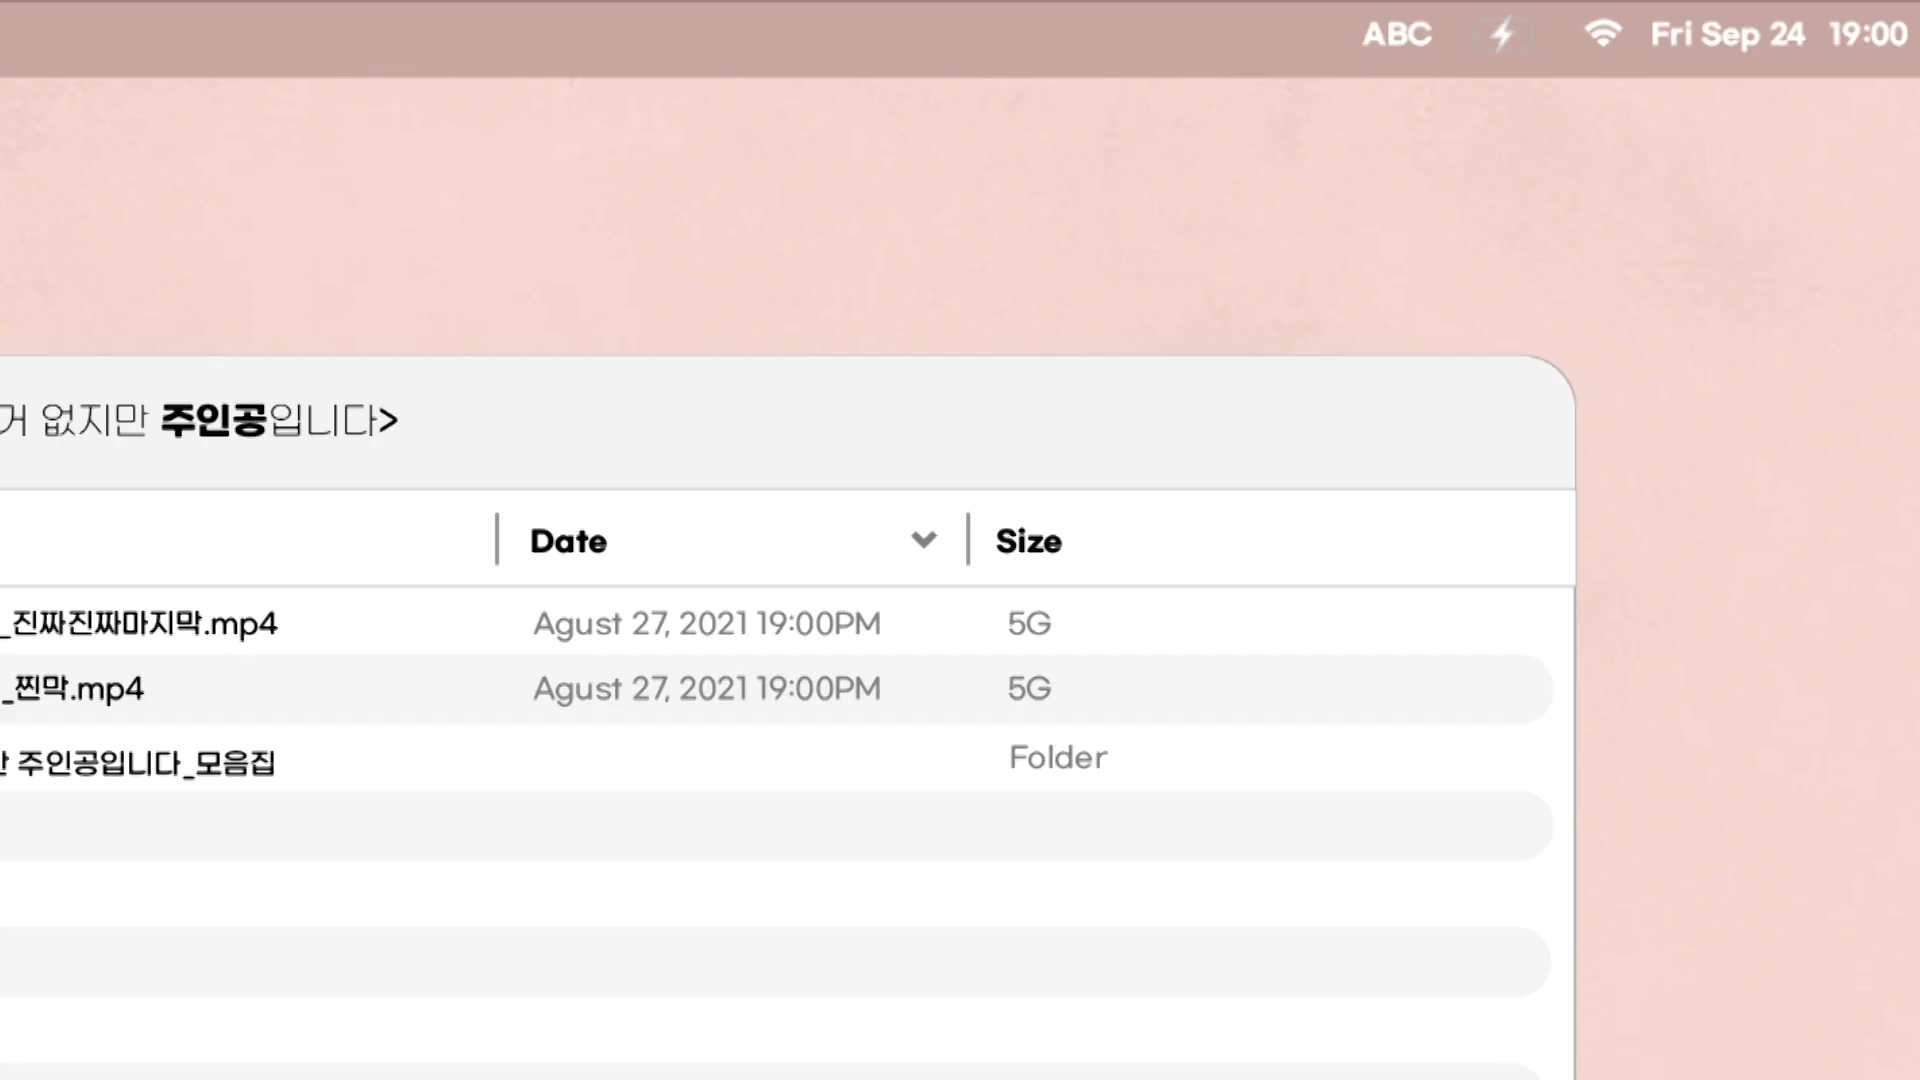 ABC Fri Sep 24 19:00
거 없지만 주인공입니다>
Date Size
_진짜진짜마지막.mp4 Agust 27, 2021 19:00PM 5G
_찐막.mp4 Agust 27, 2021 19:00PM 5G
주인공입니다_모음집 Folder